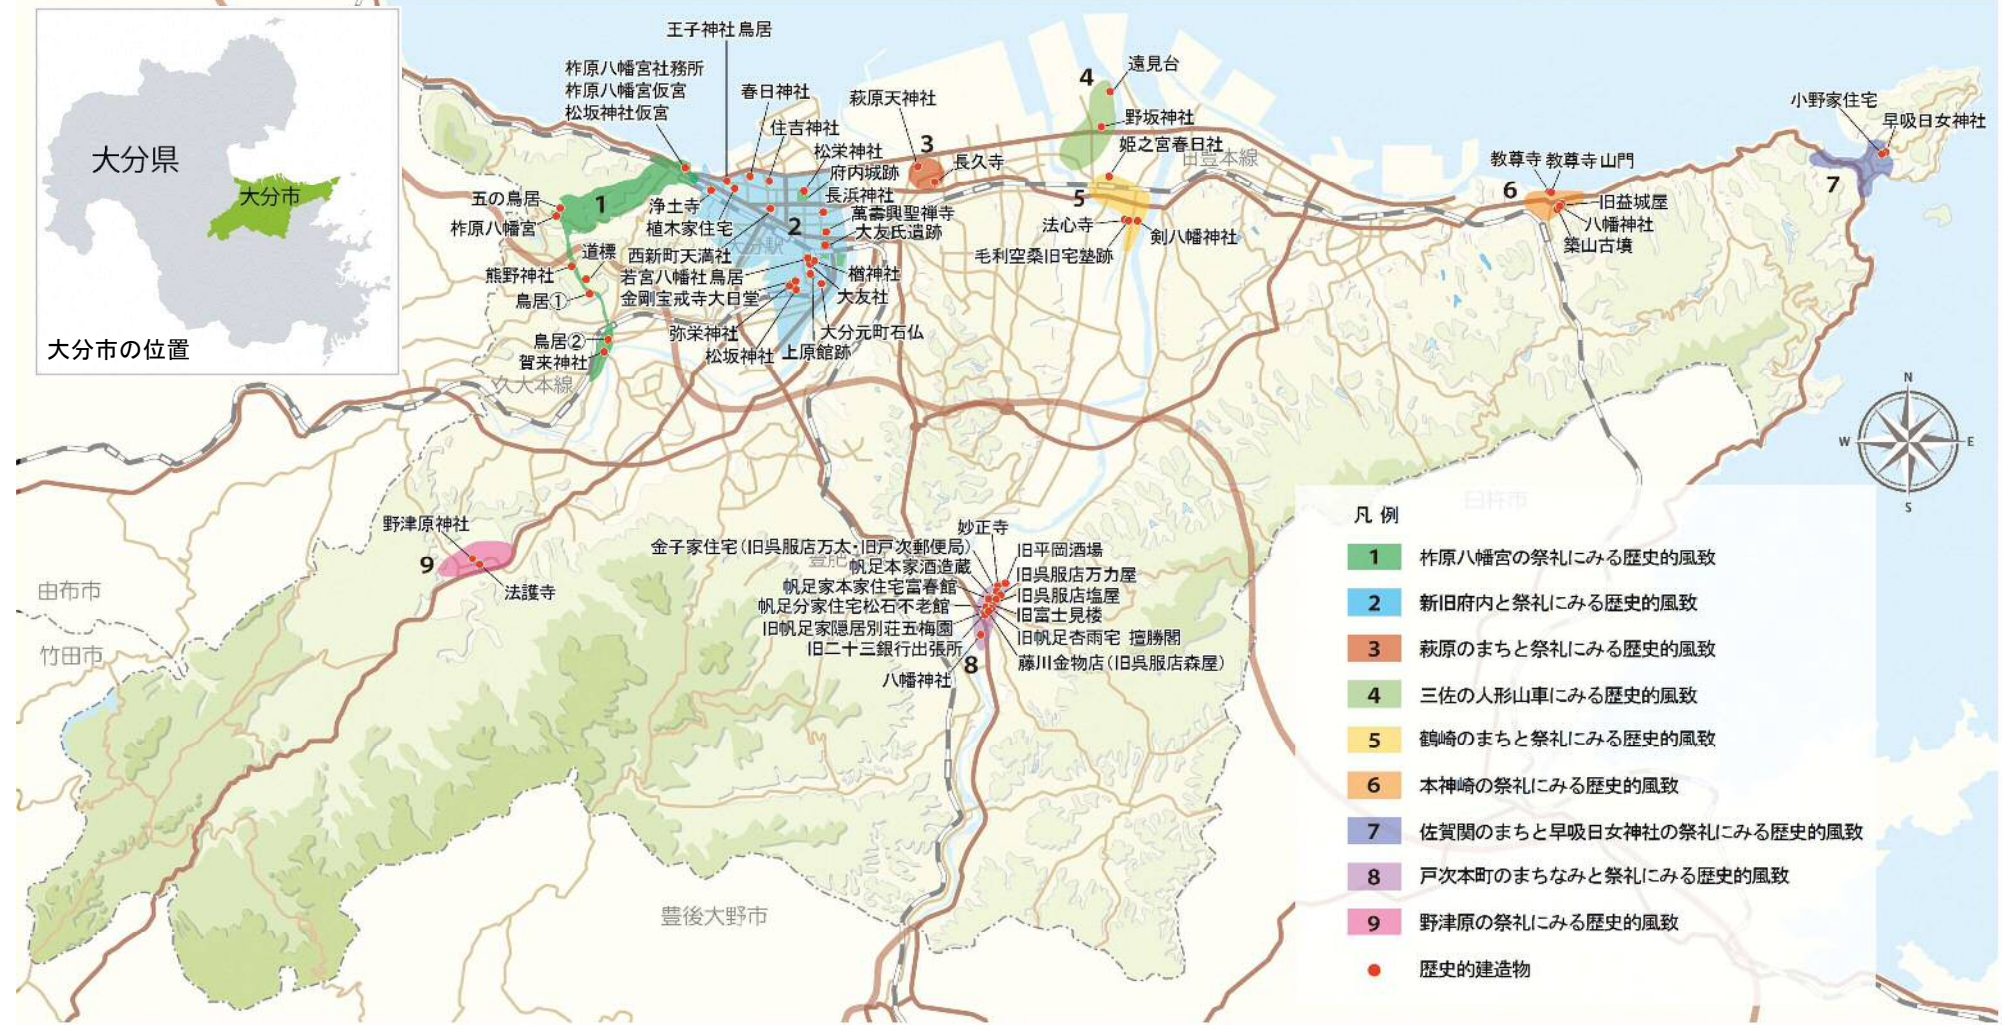 大分県
大分市
大分市の位置
王子神社鳥居
柞原八幡宮社務所
柞原八幡宮仮宮
松坂神社仮宮
春日神社
住吉神社
松栄神社
府内城跡
長浜神社
萬壽興聖禅寺
大友氏遺跡
萩原天神社
3
長久寺
4
遠見台
野坂神社
姫之宮春日社
日豊本線
5
法心寺
剣八幡神社
毛利空桑旧宅塾跡
教尊寺
教尊寺山門
6
旧益城屋
八幡神社
築山古墳
小野家住宅
早吸日女神社
7
五の鳥居
柞原八幡宮
1
浄土寺
植木家住宅
2
大分駅
道標
西新町天満社
熊野神社
若宮八幡社鳥居
楢神社
鳥居①
金剛宝戒寺大日堂
大友社
鳥居②
弥栄神社
大分元町石仏
賀来神社
松坂神社
上原館跡
久大本線
N
W
E
S
臼杵市
野津原神社
9
法護寺
由布市
竹田市
豊肥
妙正寺
金子家住宅(旧呉服店万太・旧戸次郵便局)
旧平岡酒場
帆足本家酒造蔵
旧呉服店万力屋
帆足家本家住宅富春館
旧呉服店塩屋
帆足分家住宅松石不老館
旧富士見楼
旧帆足家隠居別荘五梅園
旧帆足杏雨宅 擅勝閣
旧二十三銀行出張所
藤川金物店(旧呉服店森屋)
8
八幡神社
豊後大野市
凡 例
1 柞原八幡宮の祭礼にみる歴史的風致
2 新旧府内と祭礼にみる歴史的風致
3 萩原のまちと祭礼にみる歴史的風致
4 三佐の人形山車にみる歴史的風致
5 鶴崎のまちと祭礼にみる歴史的風致
6 本神崎の祭礼にみる歴史的風致
7 佐賀関のまちと早吸日女神社の祭礼にみる歴史的風致
8 戸次本町のまちなみと祭礼にみる歴史的風致
9 野津原の祭礼にみる歴史的風致
歴史的建造物